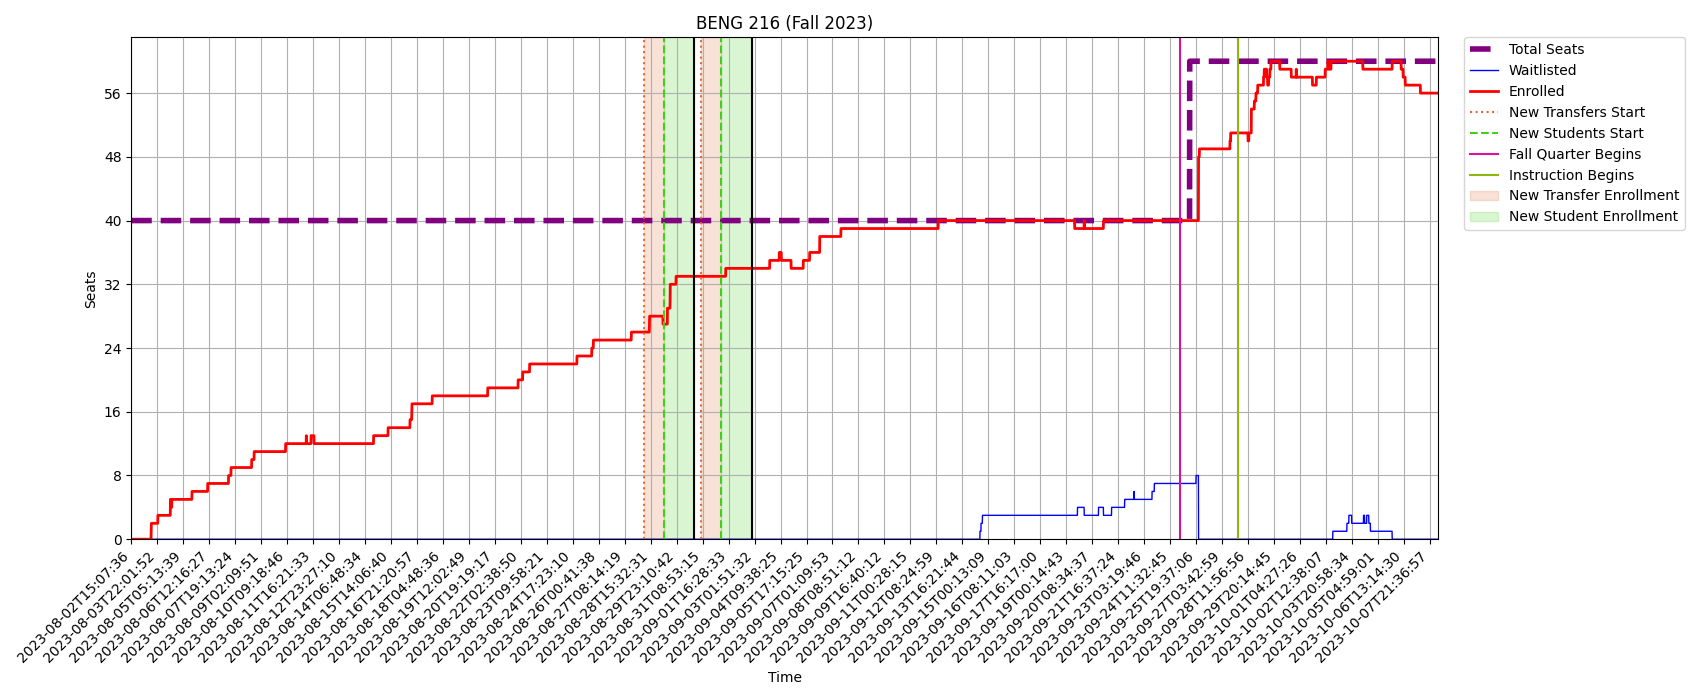 BENG 216 (Fall 2023)
Total Seats
Waitlisted
Enrolled
New Transfers Start
New Students Start
Fall Quarter Begins
Instruction Begins
New Transfer Enrollment
New Student Enrollment
Seats
56
48
40
32
24
16
8
0
2023-08-02T15:07:36
2023-08-03T22:01:52
2023-08-05T05:13:39
2023-08-06T12:16:27
2023-08-07T19:13:24
2023-08-09T02:09:51
2023-08-10T09:18:46
2023-08-11T16:21:33
2023-08-12T23:27:10
2023-08-14T06:48:34
2023-08-15T14:06:40
2023-08-16T21:20:57
2023-08-18T04:48:36
2023-08-19T12:02:49
2023-08-20T19:19:17
2023-08-22T02:38:50
2023-08-23T09:58:21
2023-08-24T17:23:10
2023-08-26T00:41:38
2023-08-27T08:14:19
2023-08-28T15:32:31
2023-08-29T23:10:42
2023-08-31T08:53:15
2023-09-01T16:28:33
2023-09-03T01:51:32
2023-09-04T09:38:25
2023-09-05T17:15:25
2023-09-07T01:09:53
2023-09-08T08:51:12
2023-09-09T16:40:12
2023-09-11T00:28:15
2023-09-12T08:24:59
2023-09-13T16:21:44
2023-09-15T00:13:09
2023-09-16T08:11:03
2023-09-17T16:17:00
2023-09-19T00:14:43
2023-09-20T08:34:37
2023-09-21T16:37:24
2023-09-23T03:19:46
2023-09-24T11:32:45
2023-09-25T19:37:06
2023-09-27T03:42:59
2023-09-28T11:56:56
2023-09-29T20:14:45
2023-10-01T04:27:26
2023-10-02T12:38:07
2023-10-03T20:58:34
2023-10-05T04:59:01
2023-10-06T13:14:30
2023-10-07T21:36:57
Time